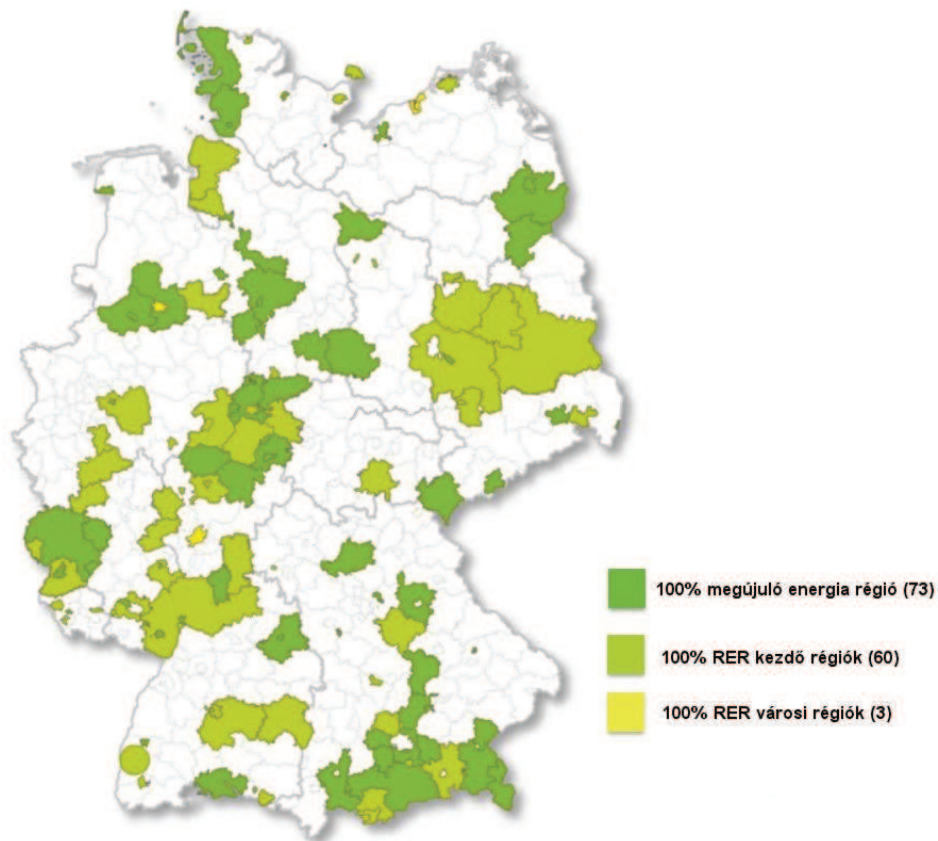 100% megújuló energia régió (73)
100% RER kezdő régiók (60)
100% RER városi régiók (3)